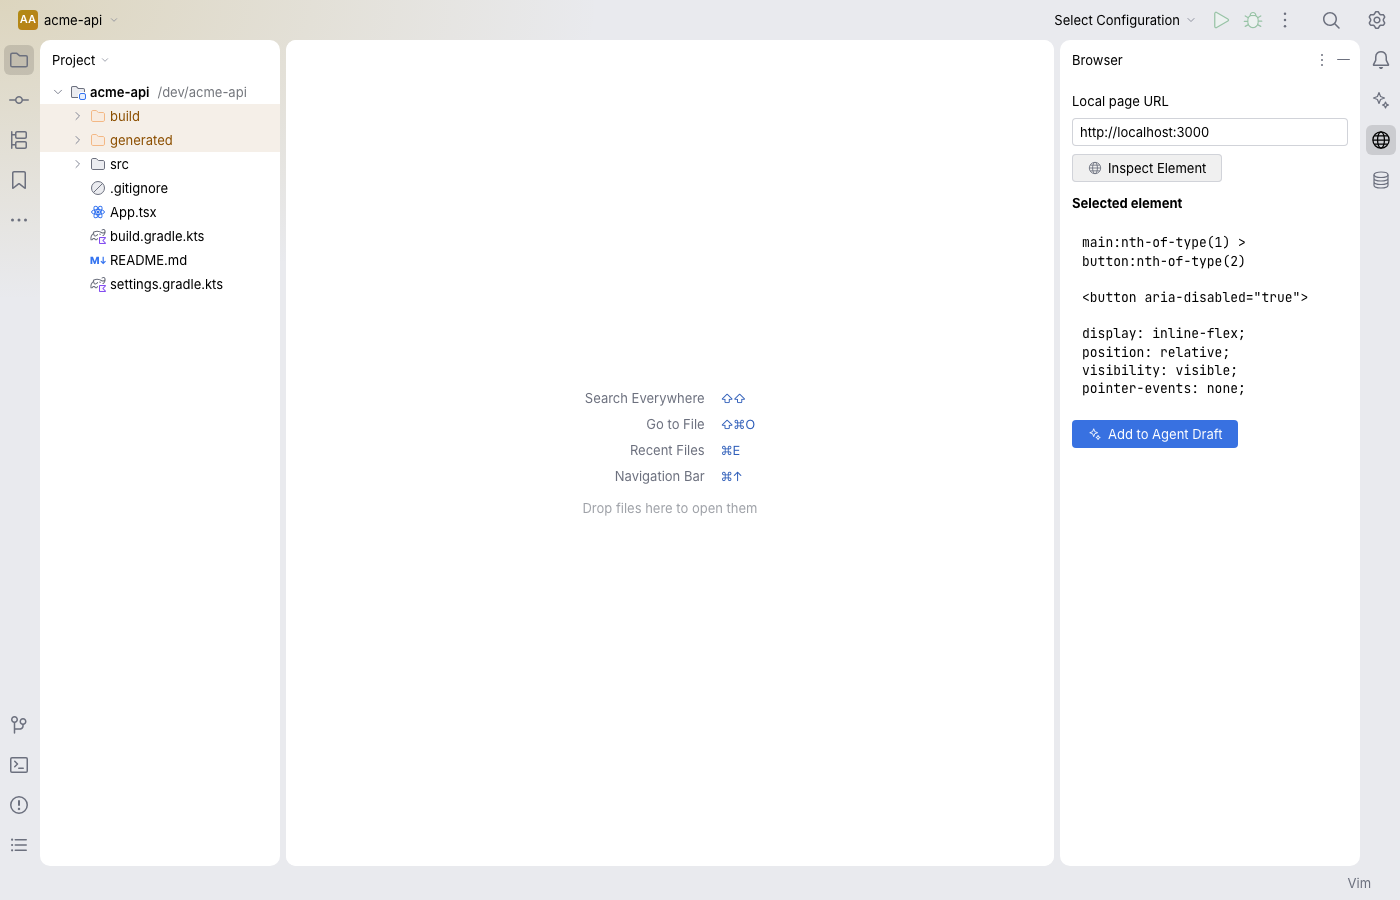 AA acme-api
Select Configuration
Project
acme-api /dev/acme-api
build
generated
src
.gitignore
App.tsx
build.gradle.kts
M↓ README.md
settings.gradle.kts
Search Everywhere ⇧⇧
Go to File ⇧⌘O
Recent Files ⌘E
Navigation Bar ⌘↑
Drop files here to open them
Browser
Local page URL
http://localhost:3000
Inspect Element
Selected element
main:nth-of-type(1) >
button:nth-of-type(2)
<button aria-disabled="true">
display: inline-flex;
position: relative;
visibility: visible;
pointer-events: none;
Add to Agent Draft
Vim